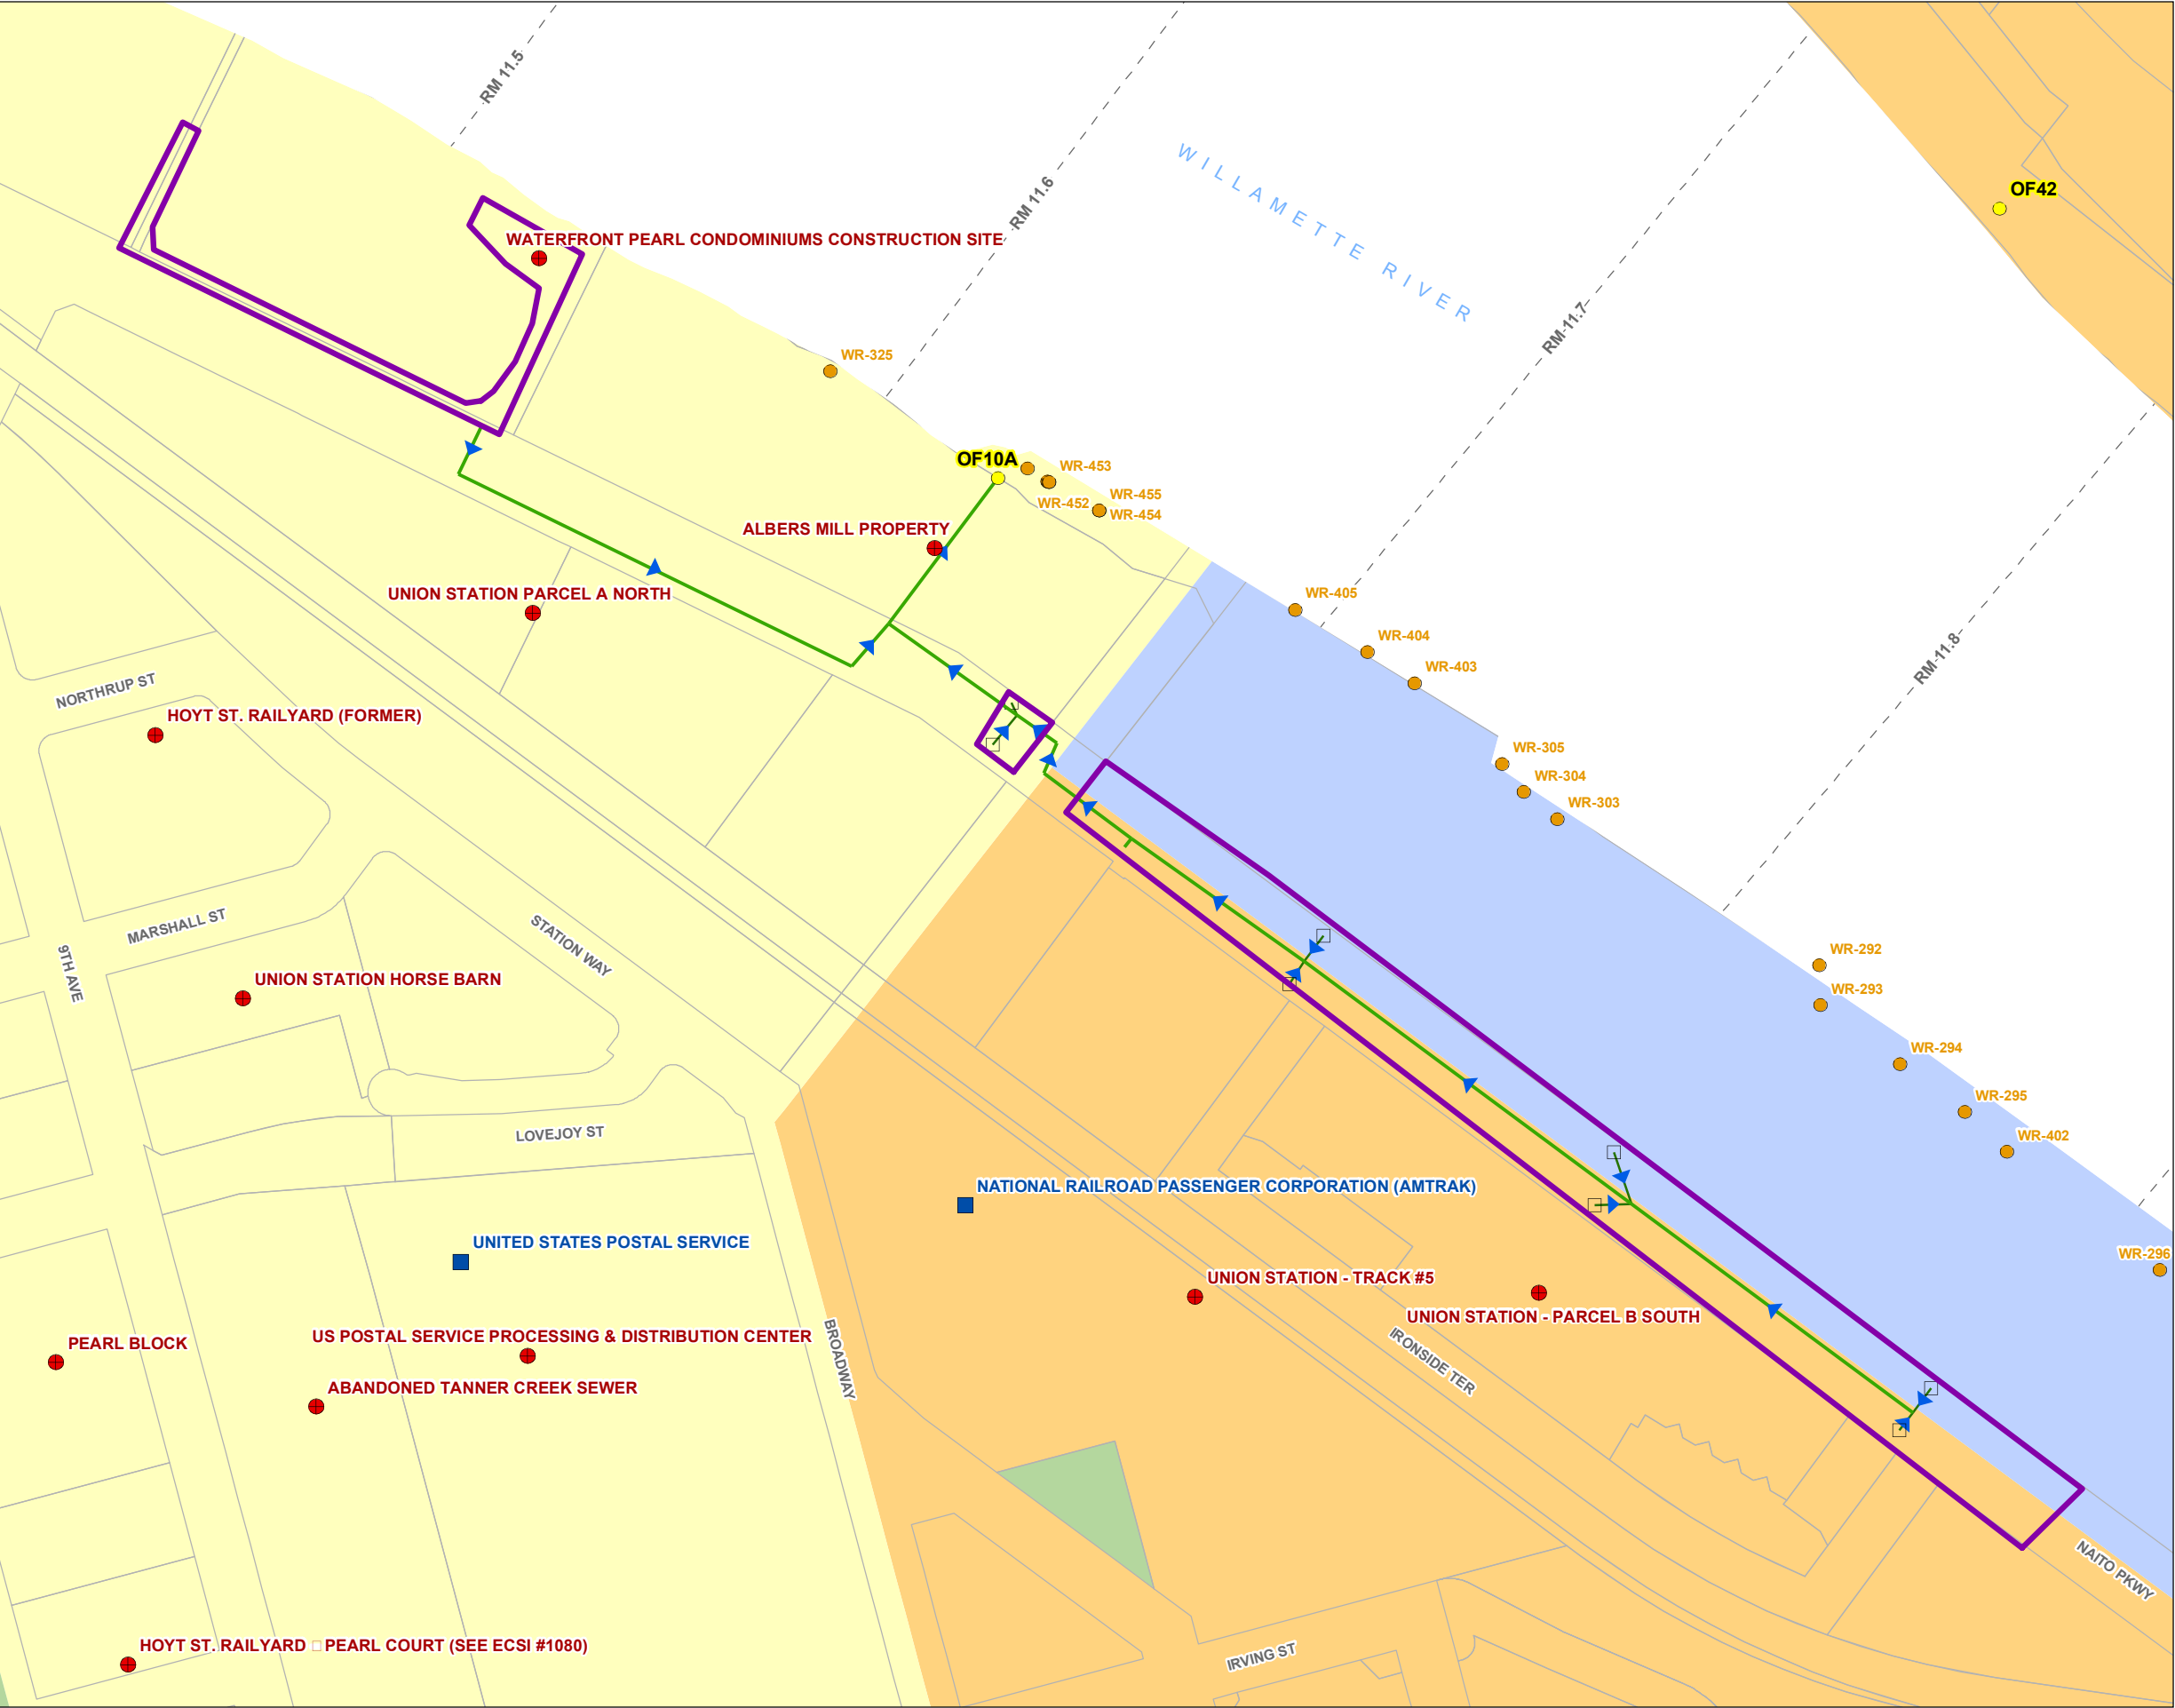 RM 11.5
RM 11.6
WILLAMETTE RIVER
OF42
WATERFRONT PEARL CONDOMINIUMS CONSTRUCTION SITE
RM 11.7
WR-325
OF10A
WR-453
WR-452
WR-455
WR-454
ALBERS MILL PROPERTY
UNION STATION PARCEL A NORTH
WR-405
WR-404
WR-403
RM 11.8
NORTHRUP ST
HOYT ST. RAILYARD (FORMER)
WR-305
WR-304
WR-303
MARSHALL ST
STATION WAY
9TH AVE
WR-292
WR-293
UNION STATION HORSE BARN
WR-294
WR-295
WR-402
LOVEJOY ST
NATIONAL RAILROAD PASSENGER CORPORATION (AMTRAK)
UNITED STATES POSTAL SERVICE
WR-296
UNION STATION - TRACK #5
UNION STATION - PARCEL B SOUTH
US POSTAL SERVICE PROCESSING & DISTRIBUTION CENTER
PEARL BLOCK
BROADWAY
IRONSIDE TER
ABANDONED TANNER CREEK SEWER
NAITO PKWY
HOYT ST. RAILYARD □ PEARL COURT (SEE ECSI #1080)
IRVING ST